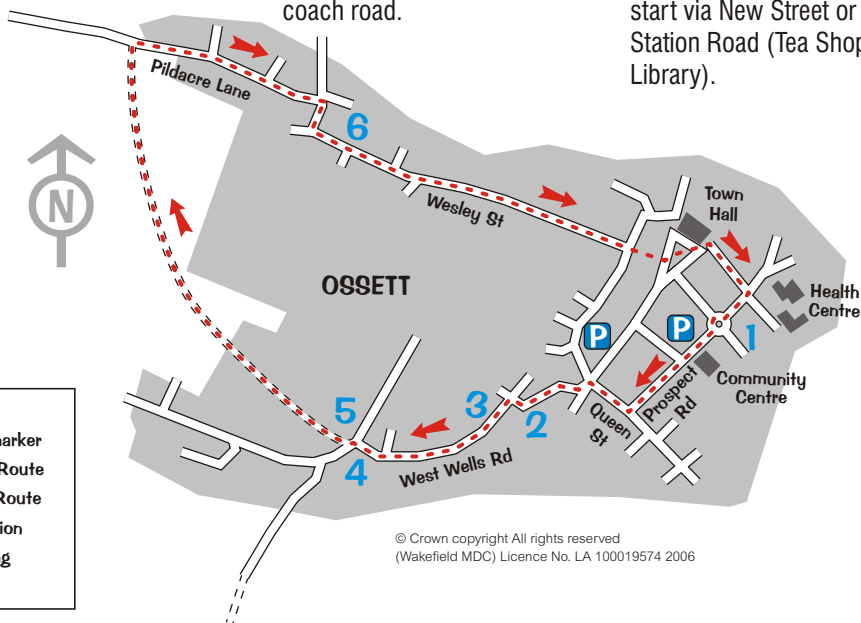 coach road.
start via New Street or
Station Road (Tea Shop
Library).
Pildacre Lane
6
N
Wesley St
Town
Hall
OSSETT
Health
Centre
P
P
1
Community
Centre
Prospect
Rd
Queen
St
5
3
2
4
West Wells Rd
arker
Route
Route
ion
g
© Crown copyright All rights reserved
(Wakefield MDC) Licence No. LA 100019574 2006